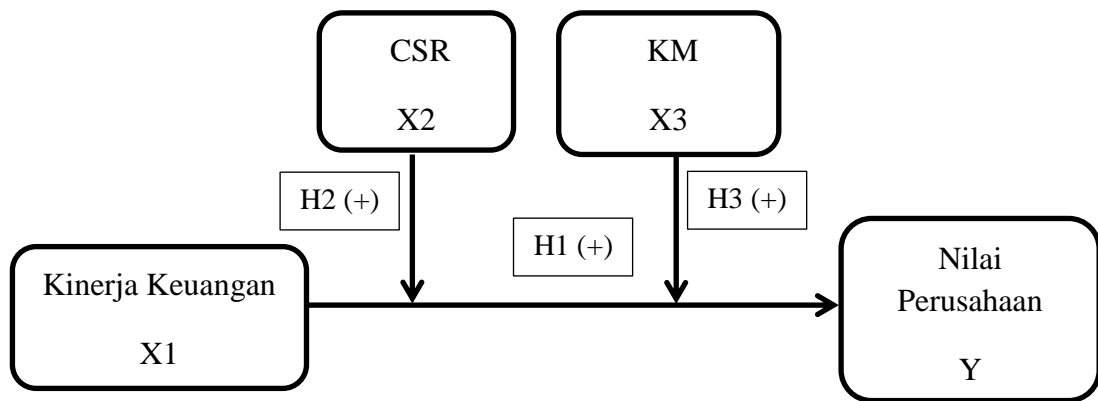 CSR
X2
KM
X3
H2 (+)
H3 (+)
H1 (+)
Kinerja Keuangan
X1
Nilai
Perusahaan
Y